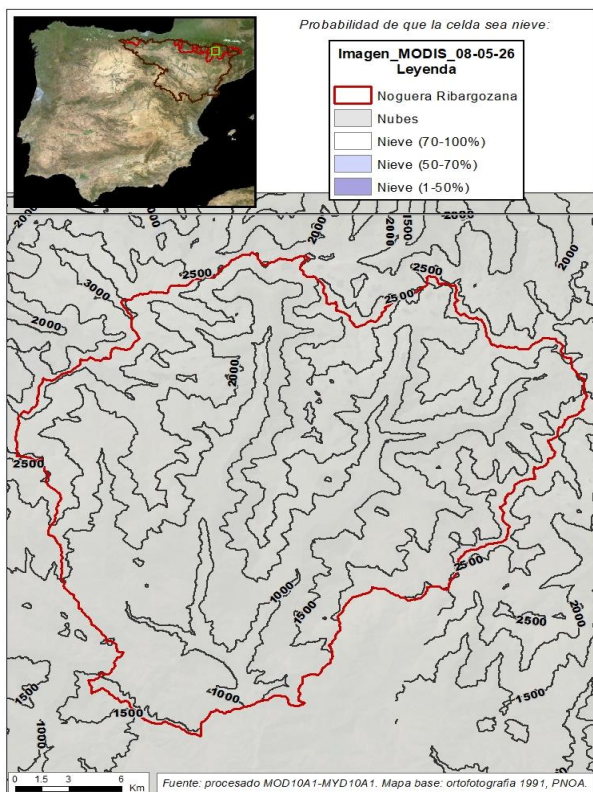 Probabilidad de que la celda sea nieve:
Imagen_MODIS_08-05-26
Leyenda
Noguera Ribargozana
Nubes
Nieve (70-100%)
Nieve (50-70%)
Nieve (1-50%)
2000
2000
2000
1500
2000
2000
2500
2500
3000
2500
2000
2000
2500
1000
1500
2500
2000
2500
1500
1000
1500
1500
1000
0 1.5 3 6
Km
Fuente: procesado MOD10A1-MYD10A1. Mapa base: ortofotografía 1991, PNOA.